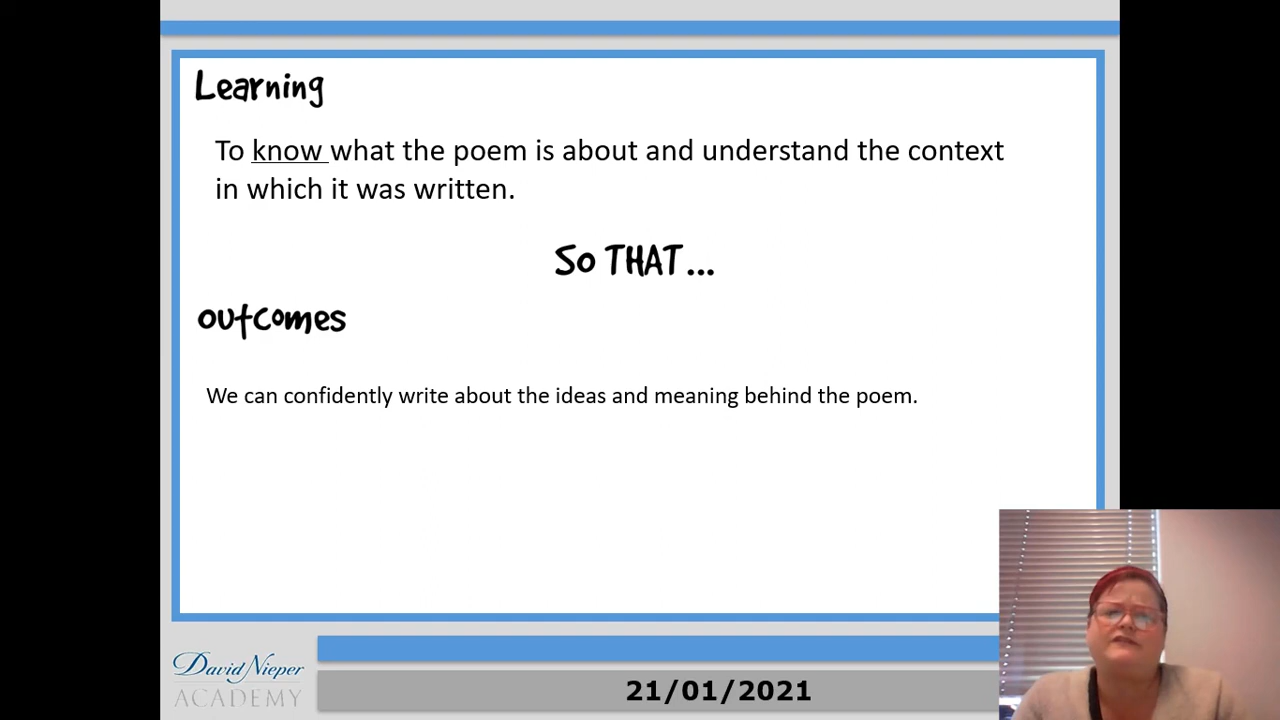 Learning
To know what the poem is about and understand the context
in which it was written.
So THAT...
outcomes
We can confidently write about the ideas and meaning behind the poem.
David Nieper
ACADEMY
21/01/2021